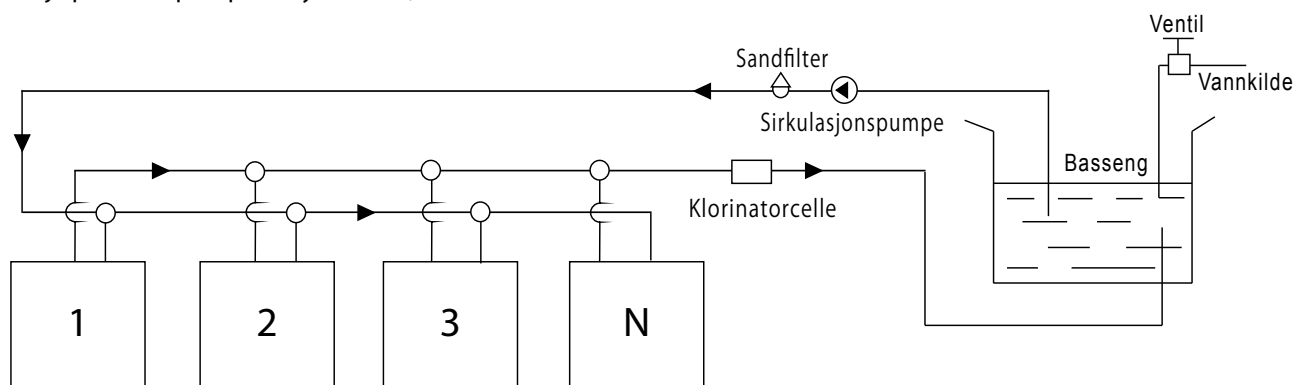 Ventil
Sandfilter
Vannkilde
Sirkulasjonspumpe
Basseng
Klorinatorcelle
1
2
3
N